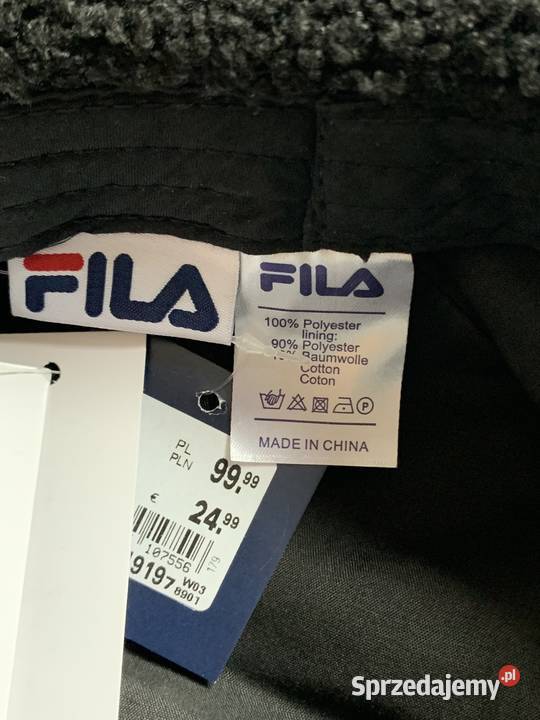 FILA
FILA
100% Polyester
lining:
90% Polyester
Baumwolle
Cotton
Coton
P
MADE IN CHINA
PL
PLN 99.99
€ 24.99
107556
179
9197 W03
8901
Sprzedajemy.pl